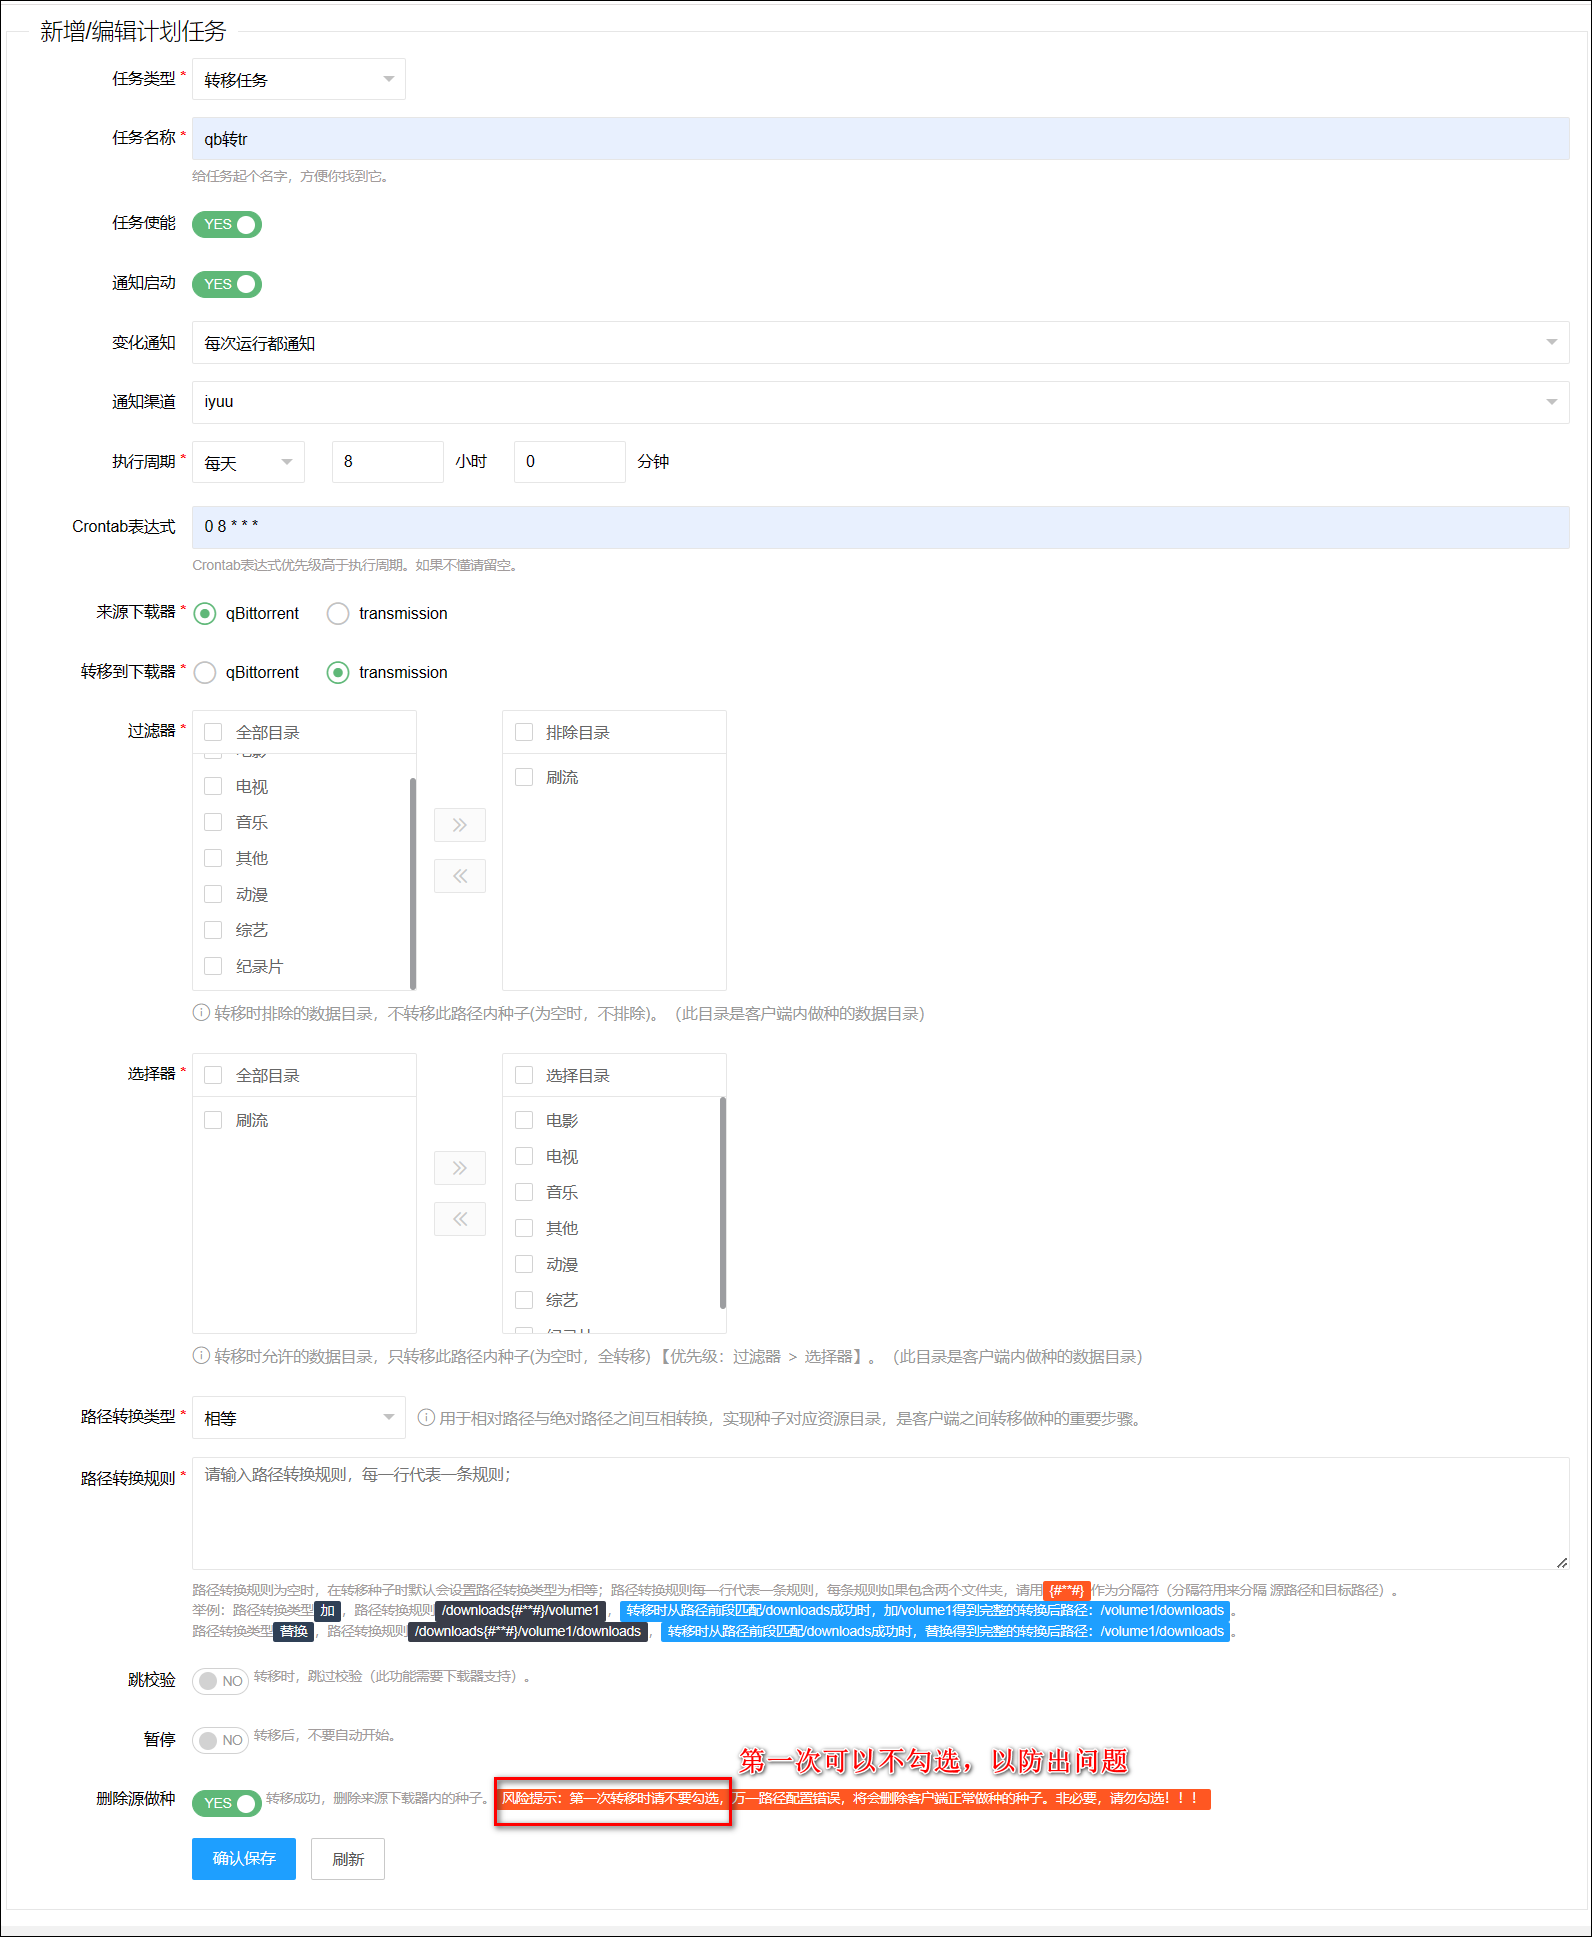 新增/编辑计划任务
任务类型 *
转移任务
任务名称 *
qb转tr
给任务起个名字，方便你找到它。
任务使能
YES
通知启动
YES
变化通知
每次运行都通知
通知渠道
iyuu
执行周期 *
每天
8
小时
0
分钟
Crontab表达式
0 8 * * *
Crontab表达式优先级高于执行周期。如果不懂请留空。
来源下载器 *
qBittorrent
transmission
转移到下载器 *
qBittorrent
transmission
过滤器 *
全部目录
电影
电视
音乐
其他
动漫
综艺
纪录片
排除目录
刷流
转移时排除的数据目录，不转移此路径内种子(为空时，不排除)。（此目录是客户端内做种的数据目录）
选择器 *
全部目录
刷流
选择目录
电影
电视
音乐
其他
动漫
综艺
纪录片
转移时允许的数据目录，只转移此路径内种子(为空时，全转移)【优先级：过滤器 > 选择器】。（此目录是客户端内做种的数据目录）
路径转换类型 *
相等
用于相对路径与绝对路径之间互相转换，实现种子对应资源目录，是客户端之间转移做种的重要步骤。
路径转换规则 *
请输入路径转换规则，每一行代表一条规则；
路径转换规则为空时，在转移种子时默认会设置路径转换类型为相等；路径转换规则每一行代表一条规则，每条规则如果包含两个文件夹，请用{#**#}作为分隔符（分隔符用来分隔 源路径和目标路径）。
举例：路径转换类型加，路径转换规则/downloads{#**#}/volume1，转移时从路径前段匹配/downloads成功时，加/volume1得到完整的转换后路径：/volume1/downloads。
路径转换类型替换，路径转换规则/downloads{#**#}/volume1/downloads，转移时从路径前段匹配/downloads成功时，替换得到完整的转换后路径：/volume1/downloads。
跳校验
NO
转移时，跳过校验（此功能需要下载器支持）。
暂停
NO
转移后，不要自动开始。
第一次可以不勾选，以防出问题
删除源做种
YES
转移成功，删除来源下载器内的种子。
风险提示：第一次转移时请不要勾选，万一路径配置错误，将会删除客户端正常做种的种子。非必要，请勿勾选！！！
确认保存
刷新